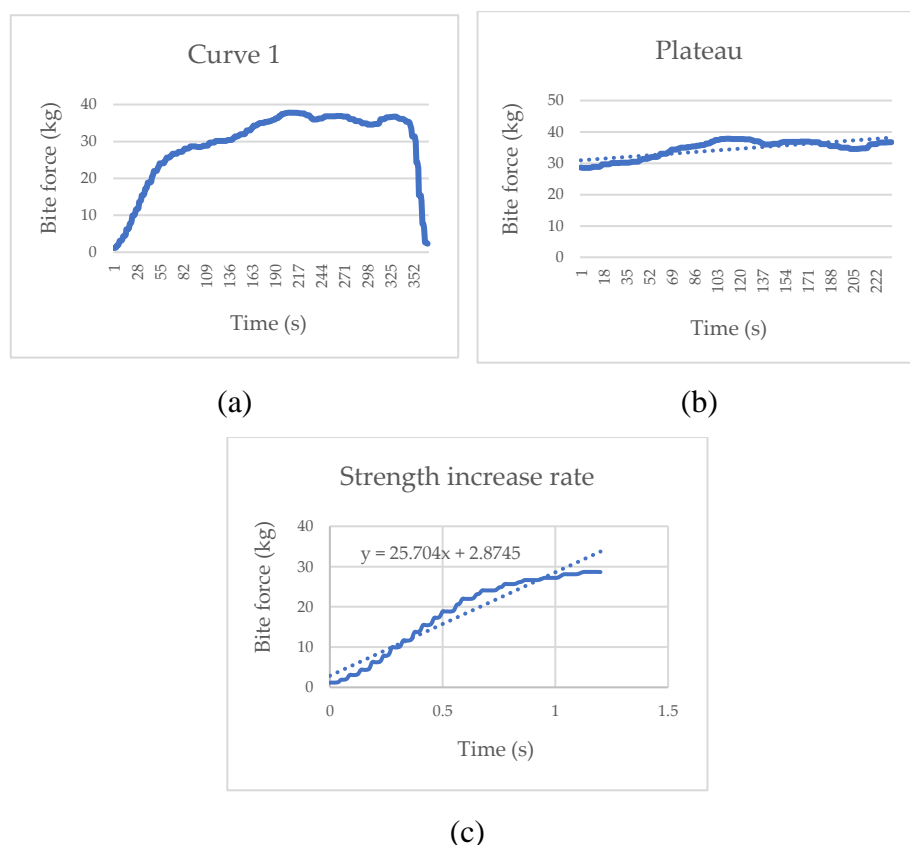 Curve 1
Bite force (kg)
40
30
20
10
0
1 28 55 82 109 136 163 190 217 244 271 298 325 352
Time (s)
(a)
Plateau
Bite force (kg)
50
40
30
20
10
0
1 18 35 52 69 86 103 120 137 154 171 188 205 222
Time (s)
(b)
Strength increase rate
Bite force (kg)
40
30
20
10
0
y = 25.704x + 2.8745
0 0.5 1 1.5
Time (s)
(c)